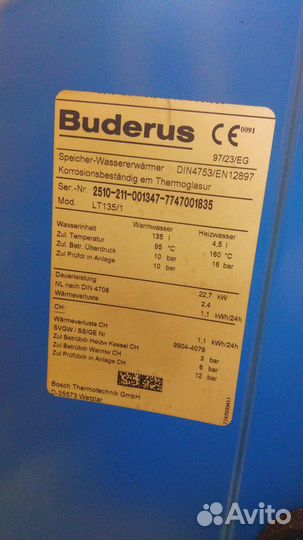 Buderus CE 0091
97/23/EG
Speicher-Wassererwärmer DIN4753/EN12897
Korrosionsbeständig em Thermoglasur
Ser.-Nr. 2510-211-001347-7747001835
Mod. LT135/1
Warmwasser Heizwasser
Wasserinhalt 135 l 4,5 l
Zul. Temperatur 95 °C 160 °C
Zul. Betr. Überdruck 10 bar 16 bar
Zul Prüfdr in Anlage 10 bar
Dauerleistung 22,7 kW
NL nach DIN 4708 2,4
Wärmeverluste 1,1 kWh/24h
CH:
Wärmeverluste CH 1,1 kWh/24h
SVGW / SSIGE Nr 9904-4079
Zul Betrübdr Heizw Kessel CH 3 bar
Zul Betrübdr Warmw CH 6 bar
Zul Prüfübdr in Anlage CH 12 bar
Bosch Thermotechnik GmbH
D-35573 Wetzlar
7747000411
Avito